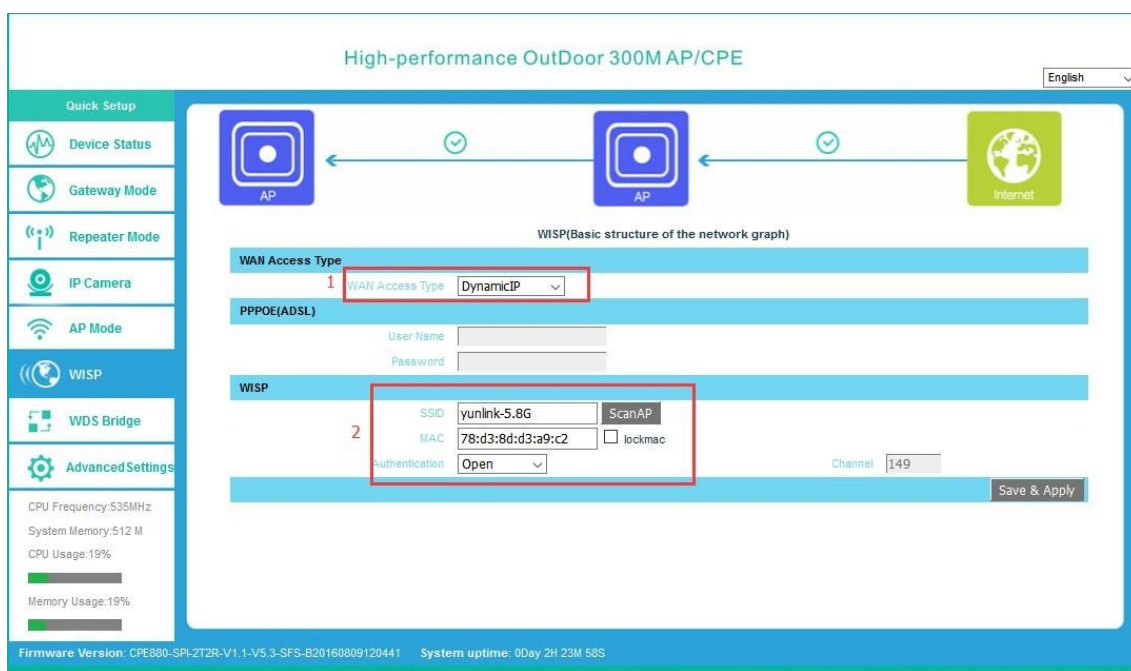 High-performance OutDoor 300M AP/CPE
English
Quick Setup
Device Status
Gateway Mode
Repeater Mode
IP Camera
AP Mode
WISP
WDS Bridge
Advanced Settings
CPU Frequency:535MHz
System Memory:512 M
CPU Usage:19%
Memory Usage:19%
AP
AP
Internet
WISP(Basic structure of the network graph)
WAN Access Type
1 WAN Access Type DynamicIP
PPPOE(ADSL)
User Name
Password
WISP
SSID yunlink-5.8G ScanAP
2 MAC 78:d3:8d:d3:a9:c2 lockmac
Authentication Open Channel 149
Save & Apply
Firmware Version: CPE880-SPI-2T2R-V1.1-V5.3-SFS-B20160809120441 System uptime: 0Day 2H 23M 58S